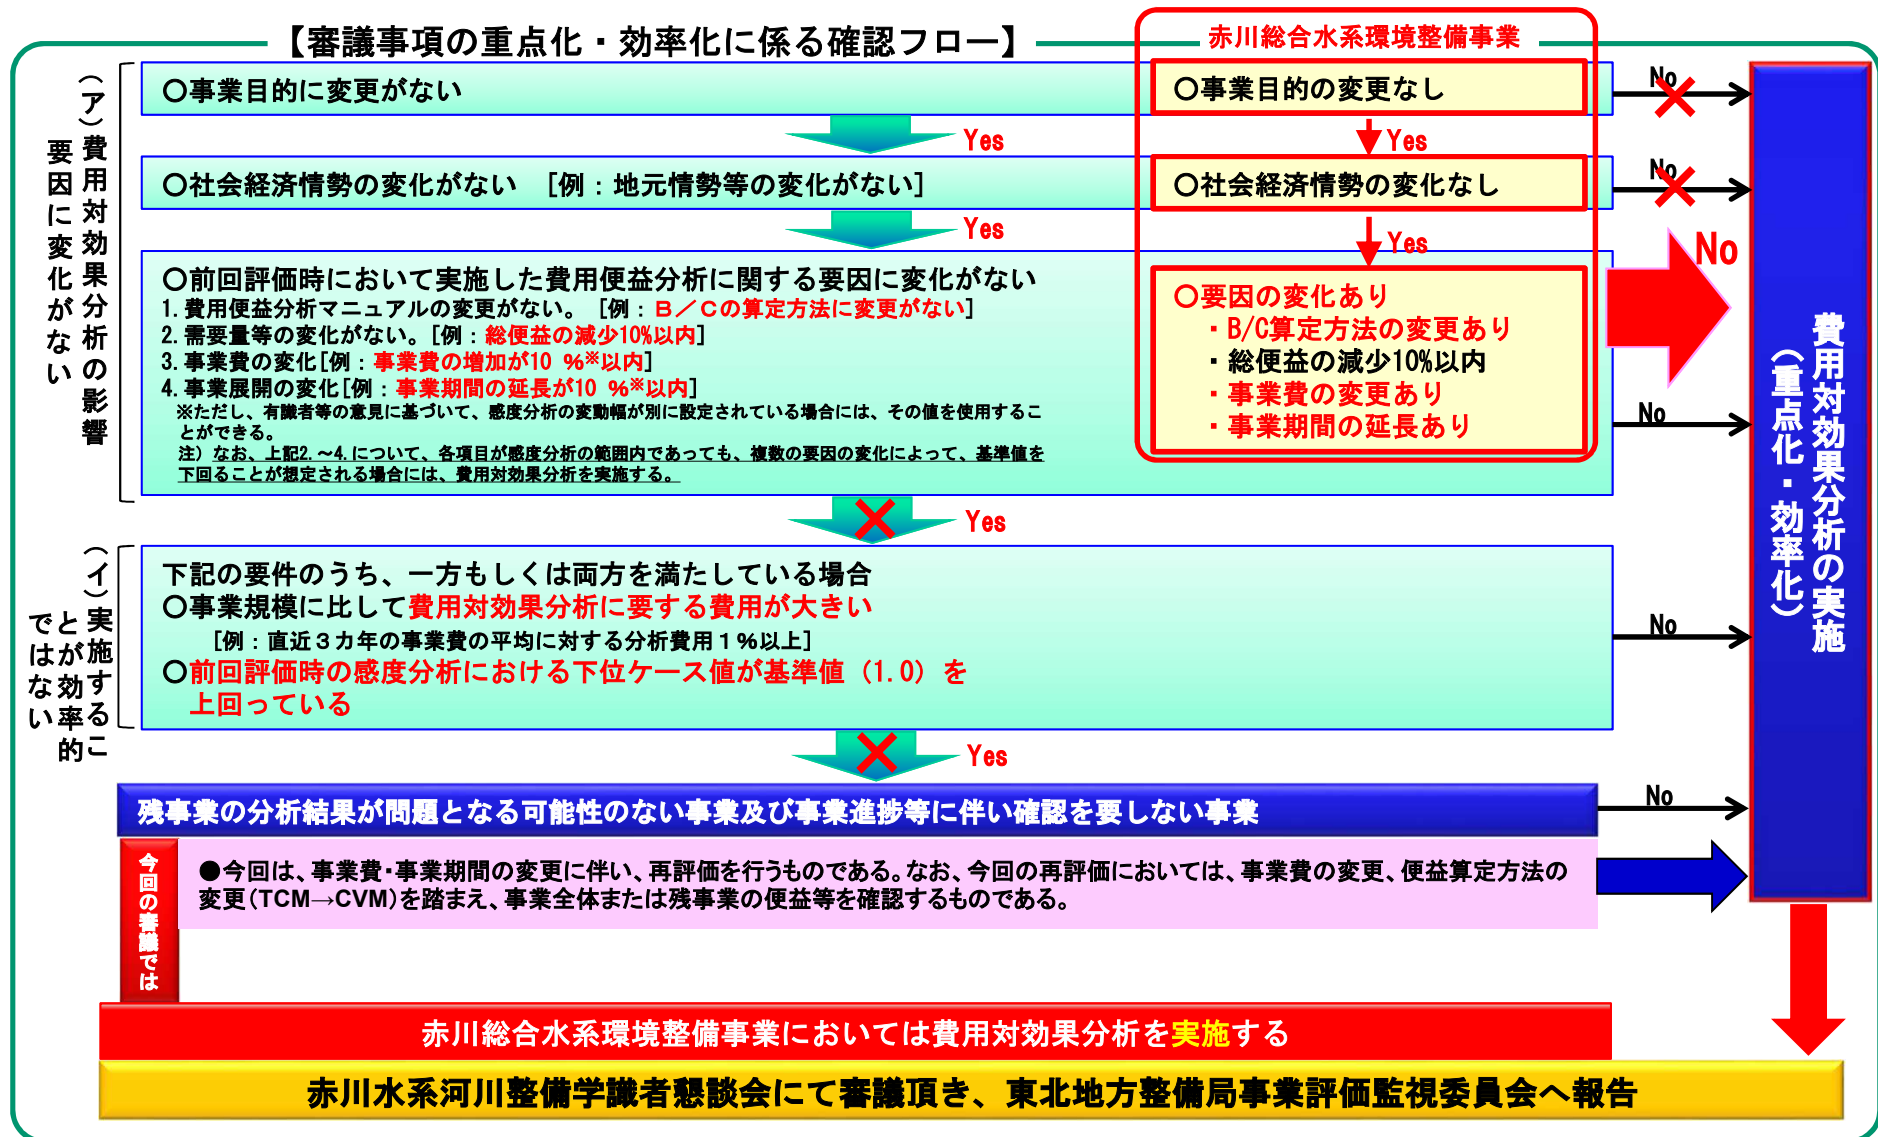 【審議事項の重点化・効率化に係る確認フロー】
赤川総合水系環境整備事業
（ア）費用対効果分析の影響
要因に変化がない
○事業目的に変更がない
○事業目的の変更なし
No
Yes
Yes
○社会経済情勢の変化がない　[例：地元情勢等の変化がない]
○社会経済情勢の変化なし
No
Yes
Yes
○前回評価時において実施した費用便益分析に関する要因に変化がない
1.費用便益分析マニュアルの変更がない。 [例：Ｂ／Ｃの算定方法に変更がない]
2.需要量等の変化がない。[例：総便益の減少10%以内]
3.事業費の変化[例：事業費の増加が10 %※以内]
4.事業展開の変化[例：事業期間の延長が10 %※以内]
※ただし、有識者等の意見に基づいて、感度分析の変動幅が別に設定されている場合には、その値を使用するこ
とができる。
注）なお、上記2.～4.について、各項目が感度分析の範囲内であっても、複数の要因の変化によって、基準値を
下回ることが想定される場合には、費用対効果分析を実施する。
○要因の変化あり
・B/C算定方法の変更あり
・総便益の減少10%以内
・事業費の変更あり
・事業期間の延長あり
No
No
Yes
（イ）実施するこ
とが効率的
ではない
下記の要件のうち、一方もしくは両方を満たしている場合
○事業規模に比して費用対効果分析に要する費用が大きい
[例：直近３カ年の事業費の平均に対する分析費用１％以上]
○前回評価時の感度分析における下位ケース値が基準値（1.0）を
上回っている
No
Yes
残事業の分析結果が問題となる可能性のない事業及び事業進捗等に伴い確認を要しない事業
No
費用対効果分析の実施
（重点化・効率化）
今回の審議では
●今回は、事業費・事業期間の変更に伴い、再評価を行うものである。なお、今回の再評価においては、事業費の変更、便益算定方法の
変更（TCM→CVM）を踏まえ、事業全体または残事業の便益等を確認するものである。
赤川総合水系環境整備事業においては費用対効果分析を実施する
赤川水系河川整備学識者懇談会にて審議頂き、東北地方整備局事業評価監視委員会へ報告